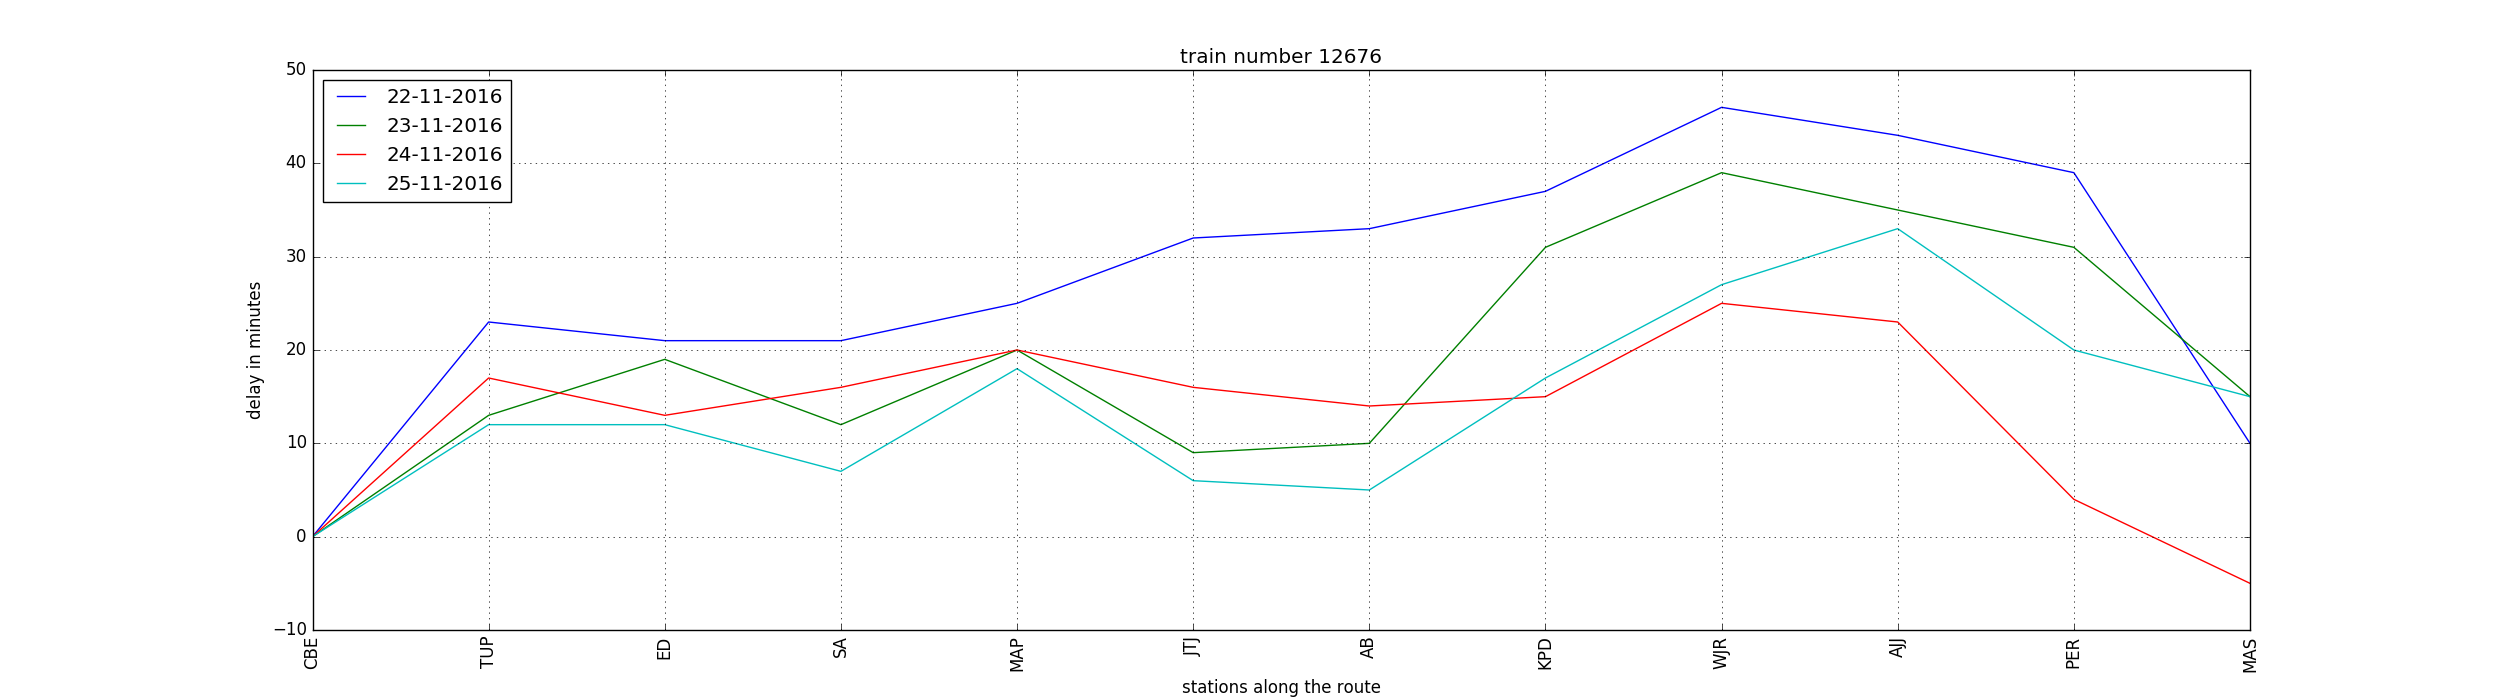 train number 12676
50
40
30
20
10
0
−10
delay in minutes
22-11-2016
23-11-2016
24-11-2016
25-11-2016
CBE
TUP
ED
SA
MAP
JTJ
AB
KPD
WJR
AJJ
PER
MAS
stations along the route